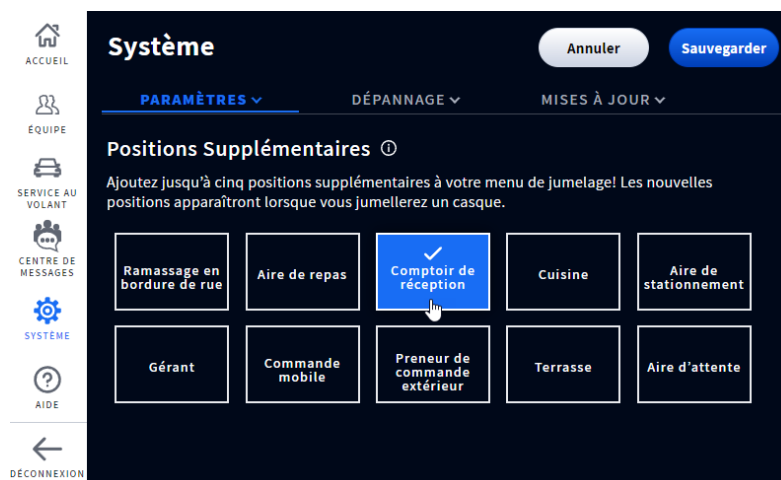 ACCUEIL
ÉQUIPE
SERVICE AU
VOLANT
CENTRE DE
MESSAGES
SYSTÈME
AIDE
DÉCONNEXION
Système
Annuler
Sauvegarder
PARAMÈTRES
DÉPANNAGE
MISES À JOUR
Positions Supplémentaires
Ajoutez jusqu'à cinq positions supplémentaires à votre menu de jumelage! Les nouvelles
positions apparaîtront lorsque vous jumellerez un casque.
Ramassage en
bordure de rue
Aire de repas
Comptoir de
réception
Cuisine
Aire de
stationnement
Gérant
Commande
mobile
Preneur de
commande
extérieur
Terrasse
Aire d'attente